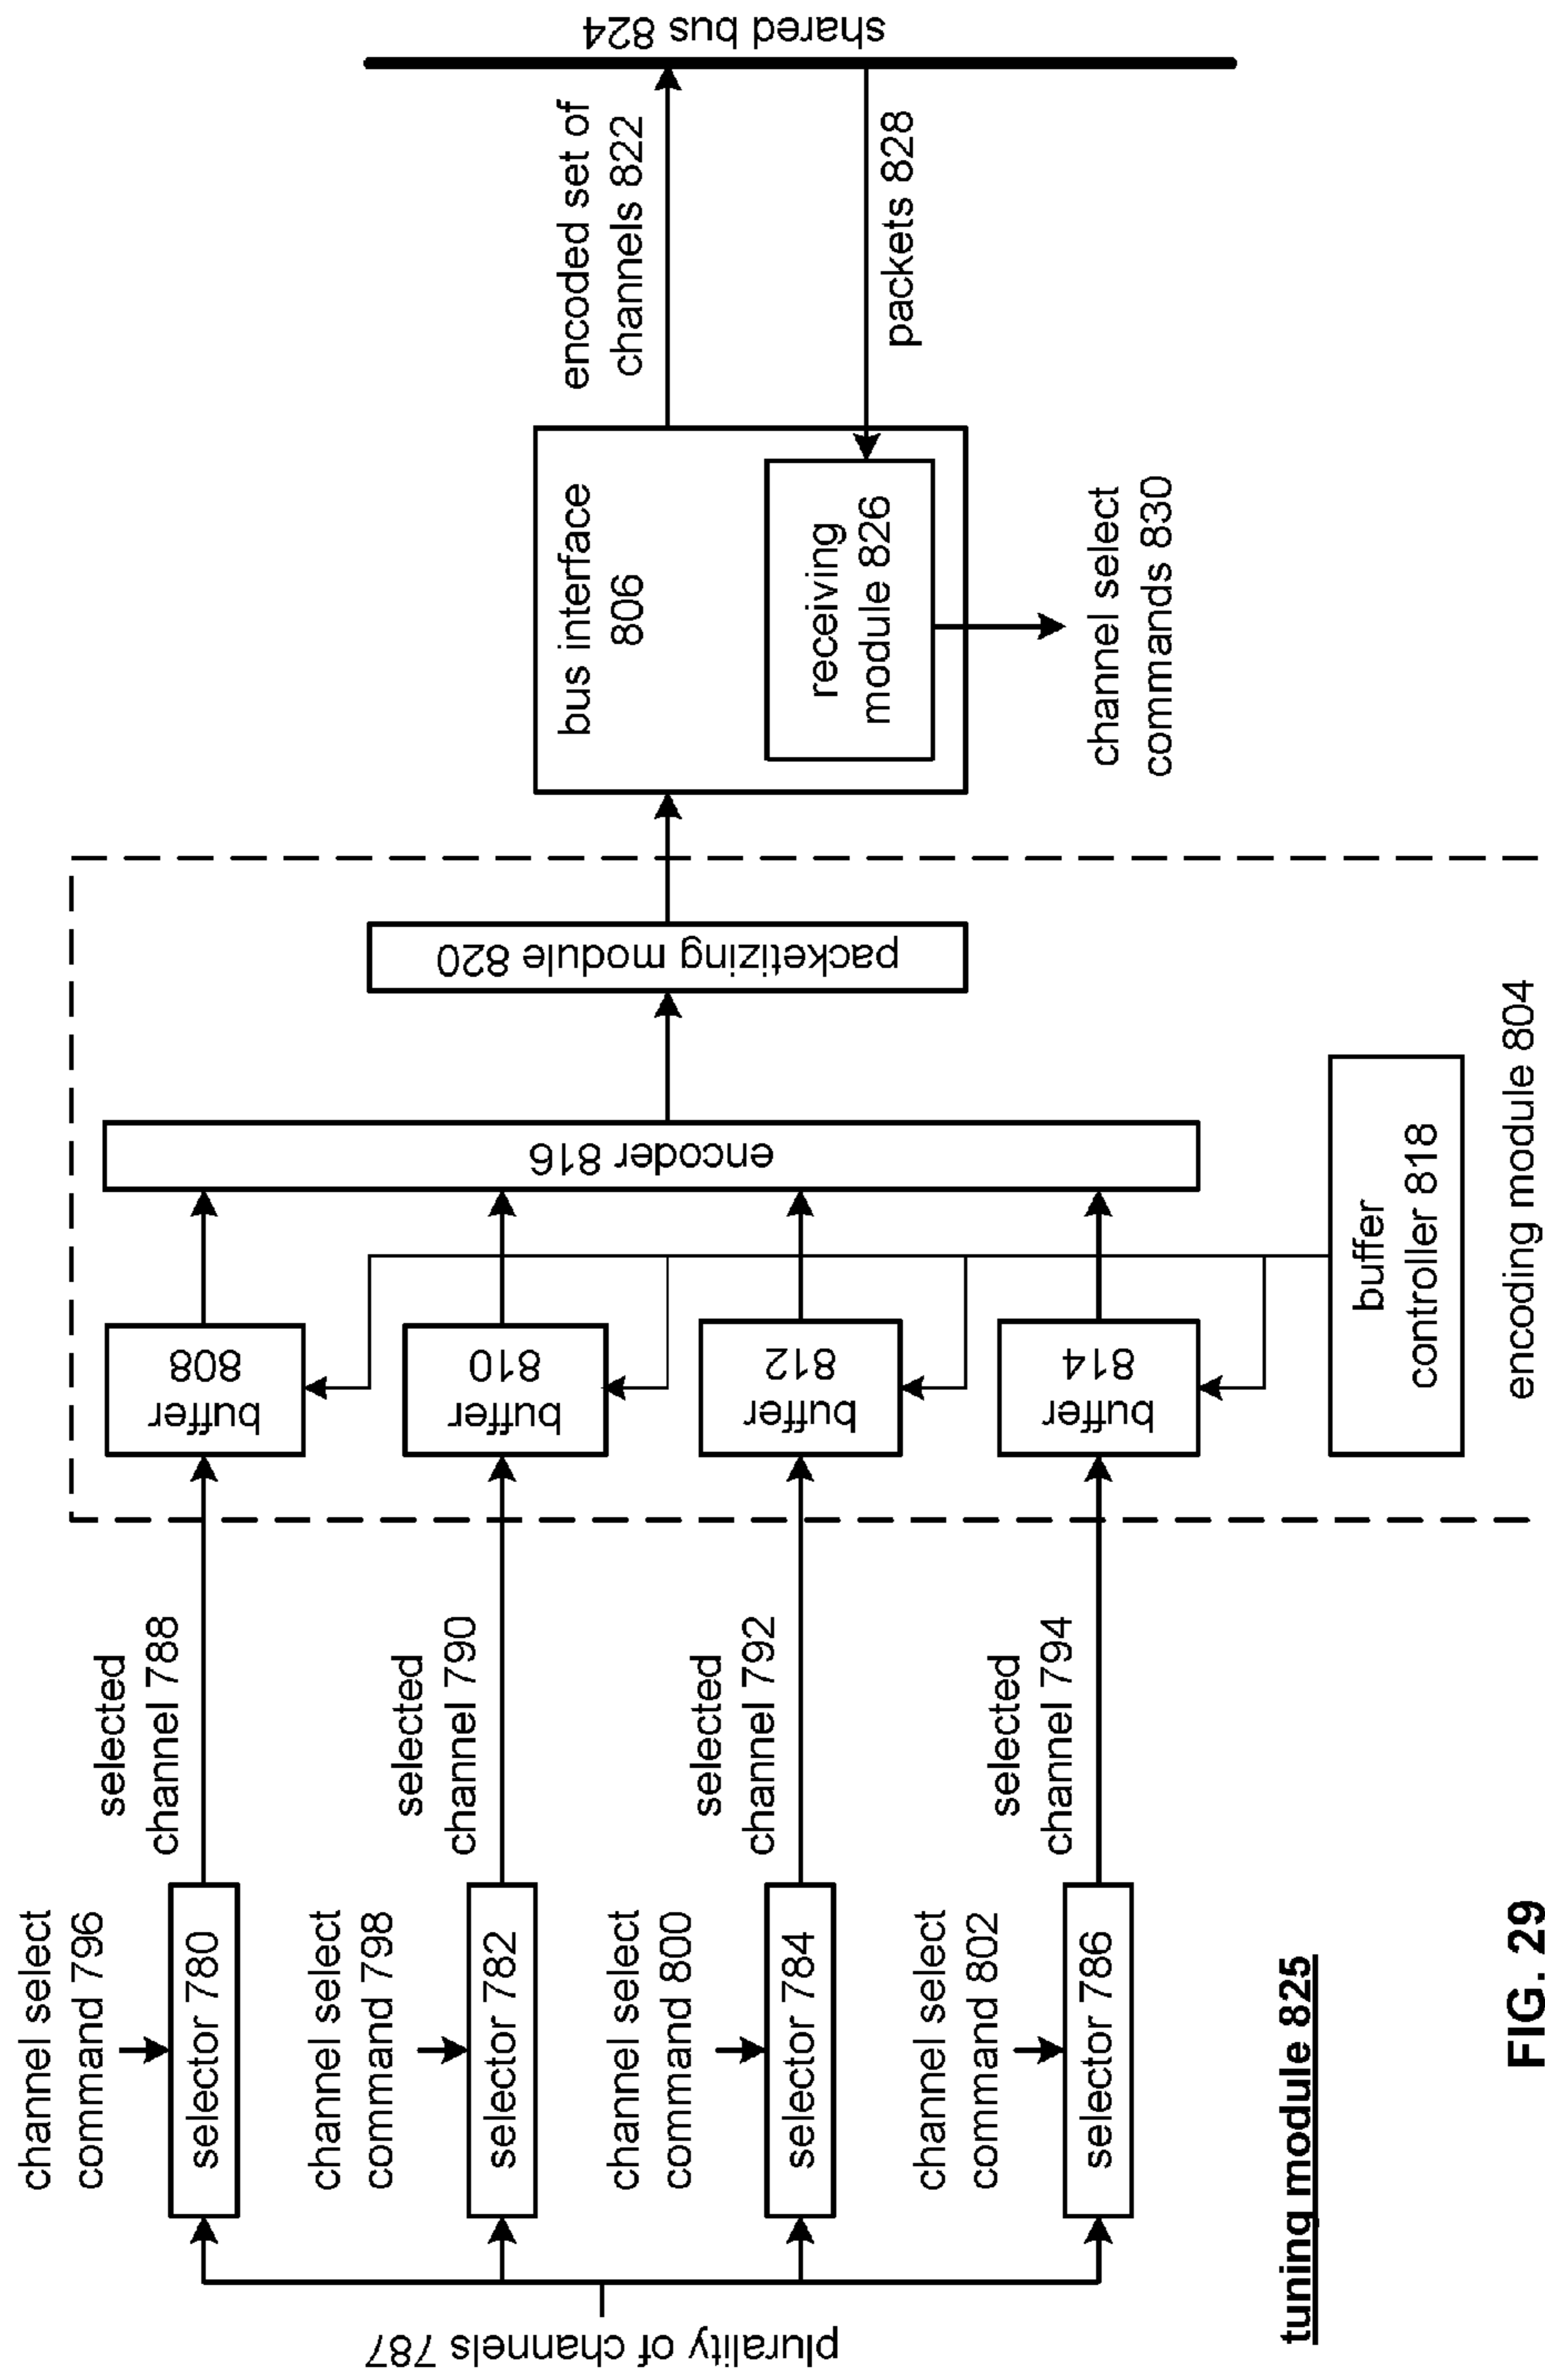 plurality of channels 787
channel select
command 796
selector 780
selected
channel 788
channel select
command 798
selector 782
selected
channel 790
channel select
command 800
selector 784
selected
channel 792
channel select
command 802
selector 786
selected
channel 794
buffer
808
buffer
810
buffer
812
buffer
814
buffer
controller 818
encoder 816
packetizing module 820
encoding module 804
bus interface
806
receiving
module 826
channel select
commands 830
encoded set of
channels 822
packets 828
shared bus 824
tuning module 825
FIG. 29